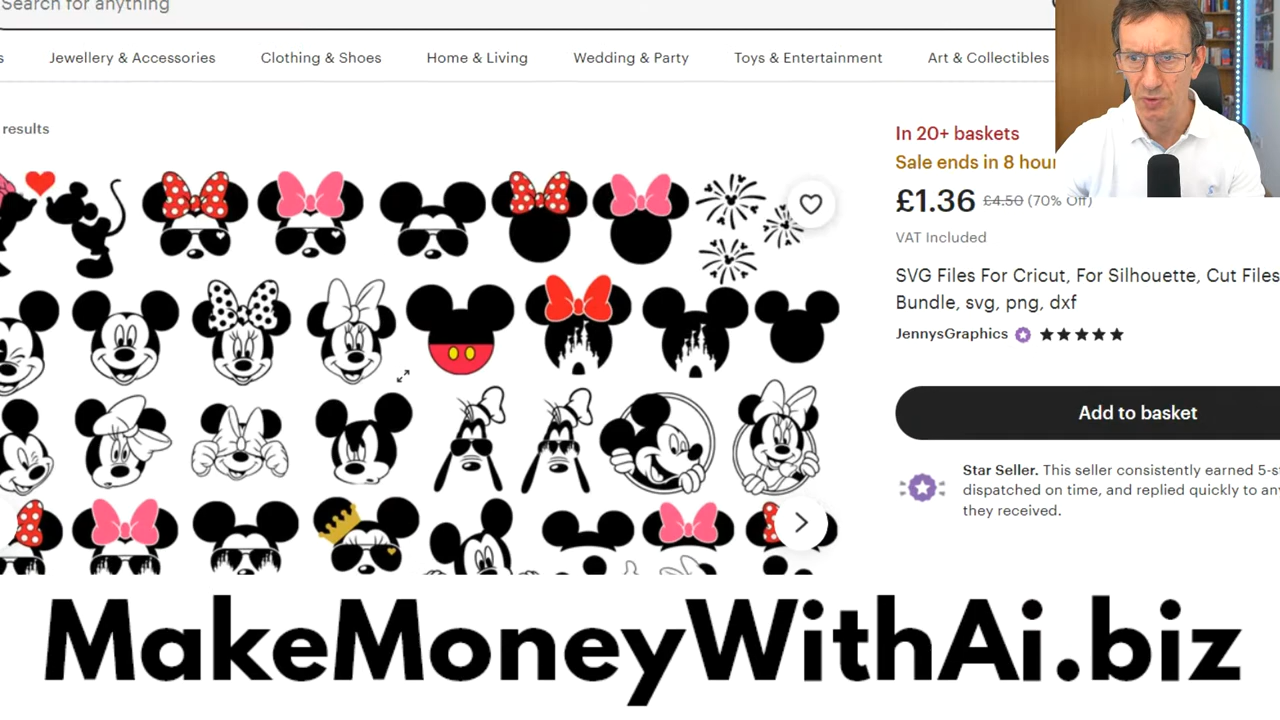 Search for anything
Jewellery & Accessories Clothing & Shoes Home & Living Wedding & Party Toys & Entertainment Art & Collectibles
results
In 20+ baskets
Sale ends in 8 hour
£1.36 £4.50 (70% Off)
VAT Included
SVG Files For Cricut, For Silhouette, Cut Files
Bundle, svg, png, dxf
JennysGraphics
Add to basket
Star Seller. This seller consistently earned 5-s
dispatched on time, and replied quickly to any
they received.
MakeMoneyWithAi.biz